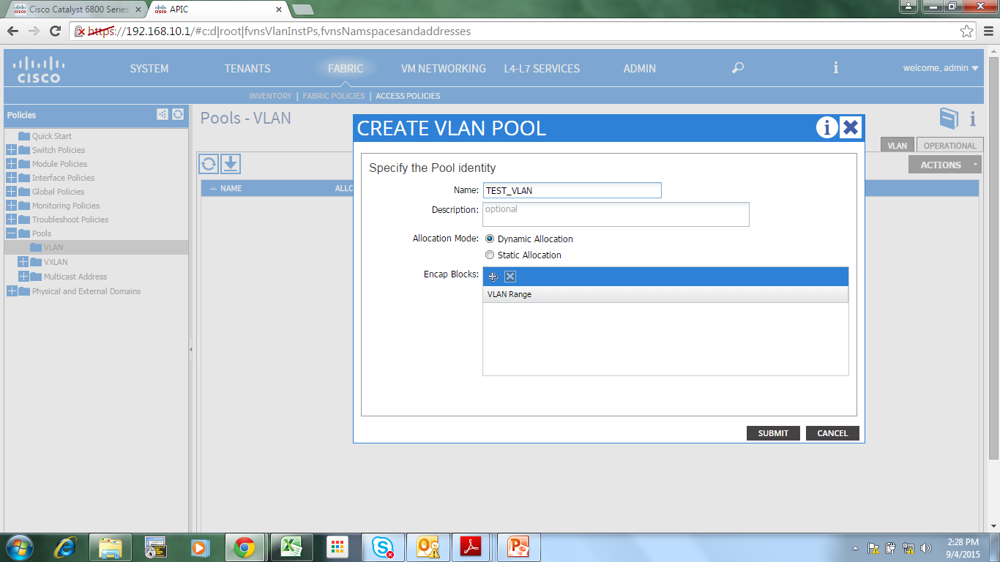 Cisco Catalyst 6800 Series
APIC
https://192.168.10.1/#c:d|root|fvnsVlanInstPs,fvnsNamspacesandaddresses
CISCO
SYSTEM TENANTS FABRIC VM NETWORKING L4-L7 SERVICES ADMIN
i
welcome, admin
INVENTORY | FABRIC POLICIES | ACCESS POLICIES
Policies
Quick Start
Switch Policies
Module Policies
Interface Policies
Global Policies
Monitoring Policies
Troubleshoot Policies
Pools
VLAN
VXLAN
Multicast Address
Physical and External Domains
Pools - VLAN
i
VLAN OPERATIONAL
ACTIONS
NAME ALLO
CREATE VLAN POOL
i
Specify the Pool identity
Name: TEST_VLAN
Description: optional
Allocation Mode: Dynamic Allocation
Static Allocation
Encap Blocks:
VLAN Range
SUBMIT CANCEL
2:28 PM
9/4/2015